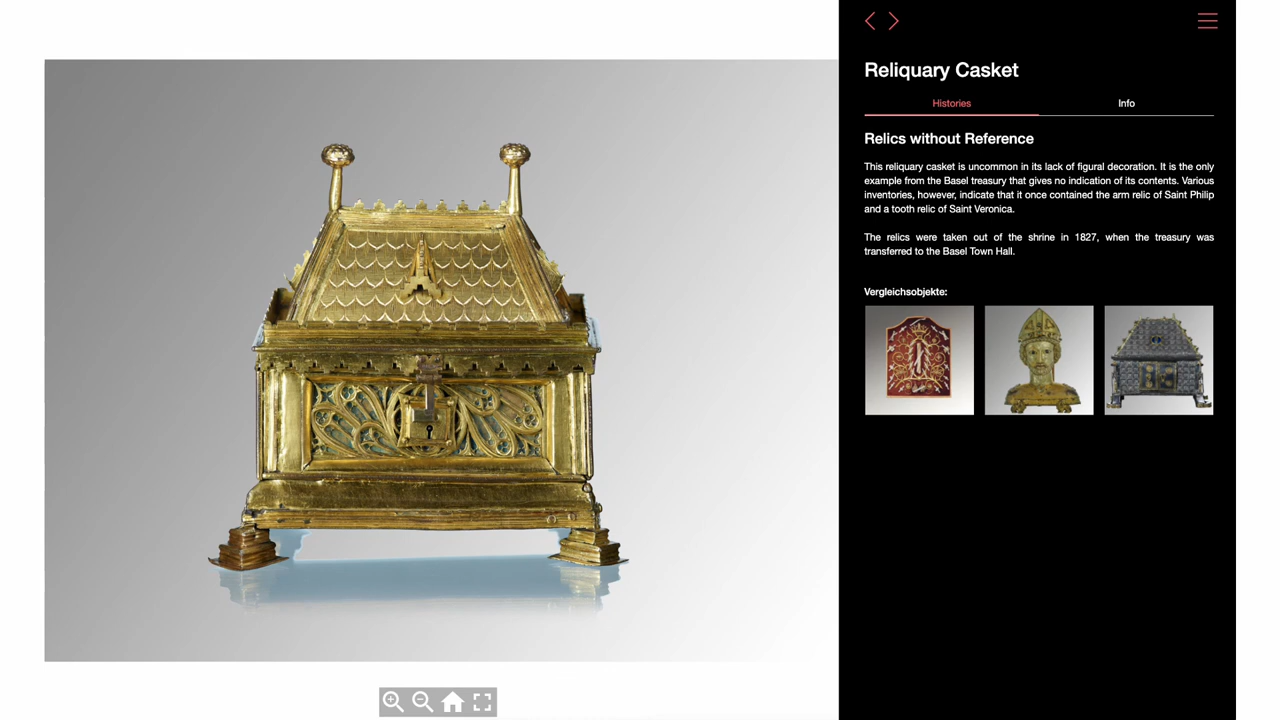 Reliquary Casket
Histories
Info
Relics without Reference
This reliquary casket is uncommon in its lack of figural decoration. It is the only
example from the Basel treasury that gives no indication of its contents. Various
inventories, however, indicate that it once contained the arm relic of Saint Philip
and a tooth relic of Saint Veronica.
The relics were taken out of the shrine in 1827, when the treasury was
transferred to the Basel Town Hall.
Vergleichsobjekte: